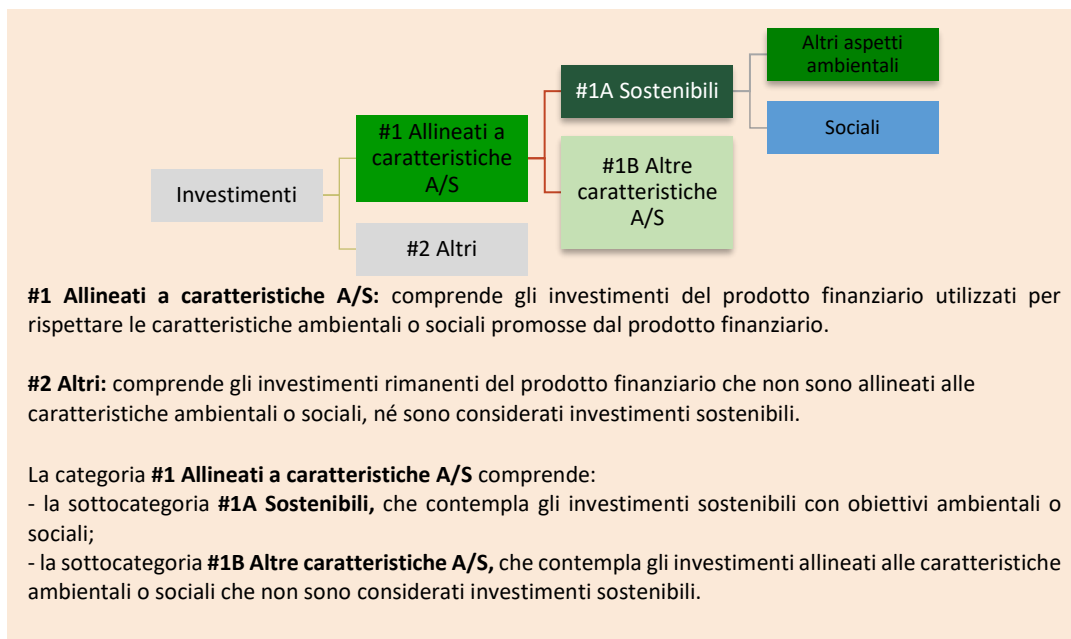 Altri aspetti
ambientali
#1A Sostenibili
#1 Allineati a
caratteristiche
A/S
Sociali
#1B Altre
caratteristiche
A/S
Investimenti
#2 Altri
#1 Allineati a caratteristiche A/S: comprende gli investimenti del prodotto finanziario utilizzati per
rispettare le caratteristiche ambientali o sociali promosse dal prodotto finanziario.
#2 Altri: comprende gli investimenti rimanenti del prodotto finanziario che non sono allineati alle
caratteristiche ambientali o sociali, né sono considerati investimenti sostenibili.
La categoria #1 Allineati a caratteristiche A/S comprende:
- la sottocategoria #1A Sostenibili, che contempla gli investimenti sostenibili con obiettivi ambientali o
sociali;
- la sottocategoria #1B Altre caratteristiche A/S, che contempla gli investimenti allineati alle caratteristiche
ambientali o sociali che non sono considerati investimenti sostenibili.